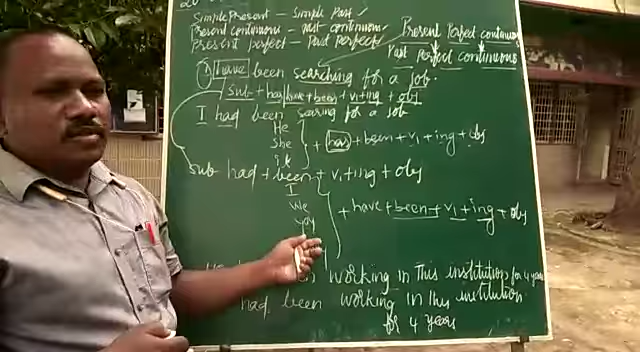 Simple Present - Simple Past
Present continuous - past continuous
Present perfect - Past Perfect
Present Perfect continuous
Past Perfect continuous
I have been searching for a job.
Sub + has/have + been + v1 + ing + obj
I had been searing for a job
He
She
+ has + been + v1 + ing + obj
sub had + been + v1 + ing + obj
I
We
You
+ have + been + v1 + ing + obj
working in this institution for 4 years
had been working in this institution
for 4 years